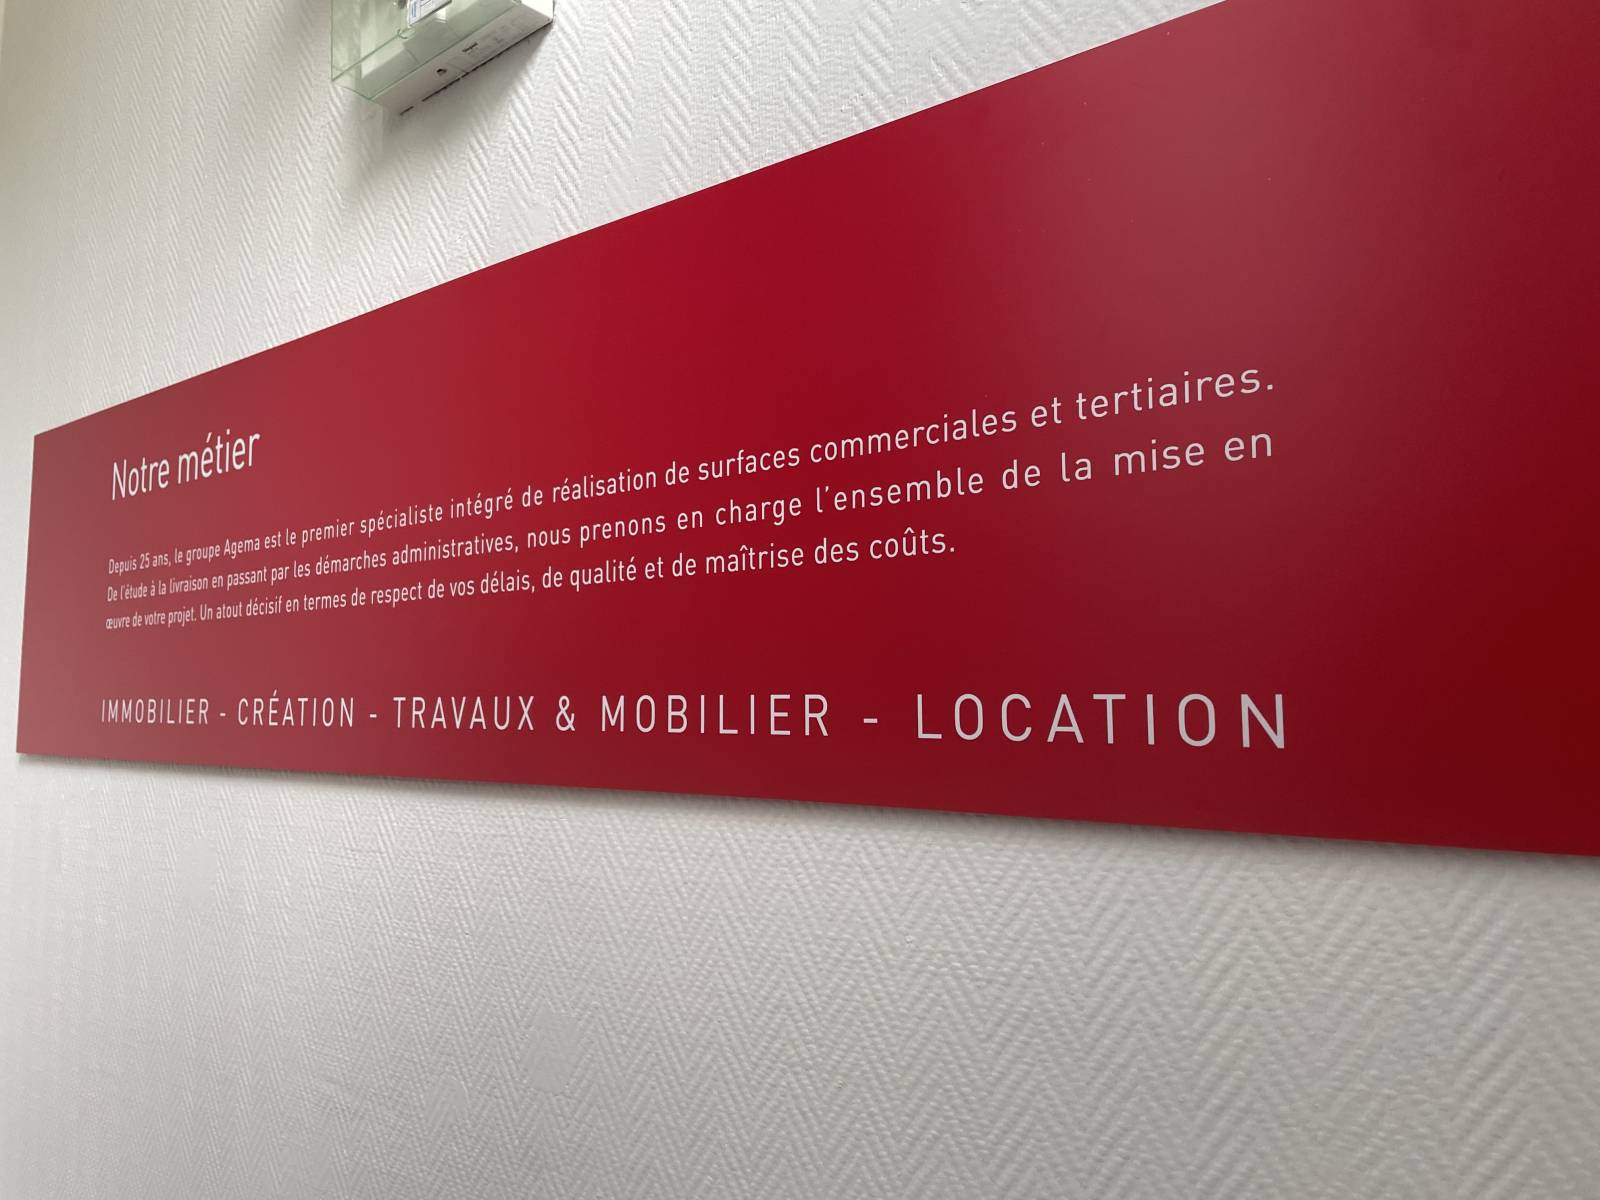 Notre métier
Depuis 25 ans, le groupe Agema est le premier spécialiste intégré de réalisation de surfaces commerciales et tertiaires.
De l'étude à la livraison en passant par les démarches administratives, nous prenons en charge l'ensemble de la mise en
œuvre de votre projet. Un atout décisif en termes de respect de vos délais, de qualité et de maîtrise des coûts.
IMMOBILIER - CRÉATION - TRAVAUX & MOBILIER - LOCATION